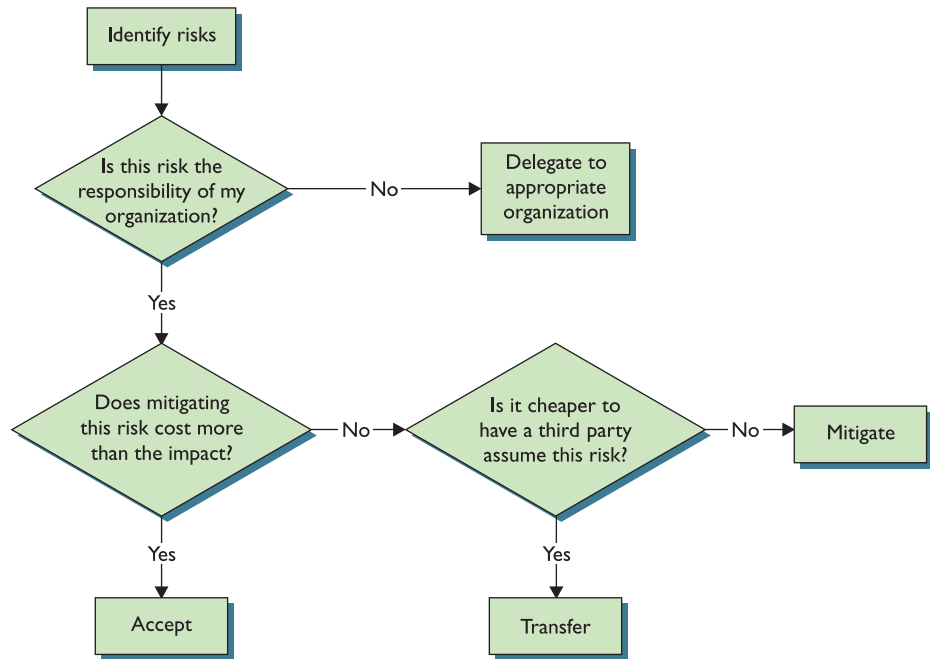 Identify risks
Is this risk the
responsibility of my
organization?
No
Delegate to
appropriate
organization
Yes
Does mitigating
this risk cost more
than the impact?
No
Is it cheaper to
have a third party
assume this risk?
No
Mitigate
Yes
Accept
Yes
Transfer